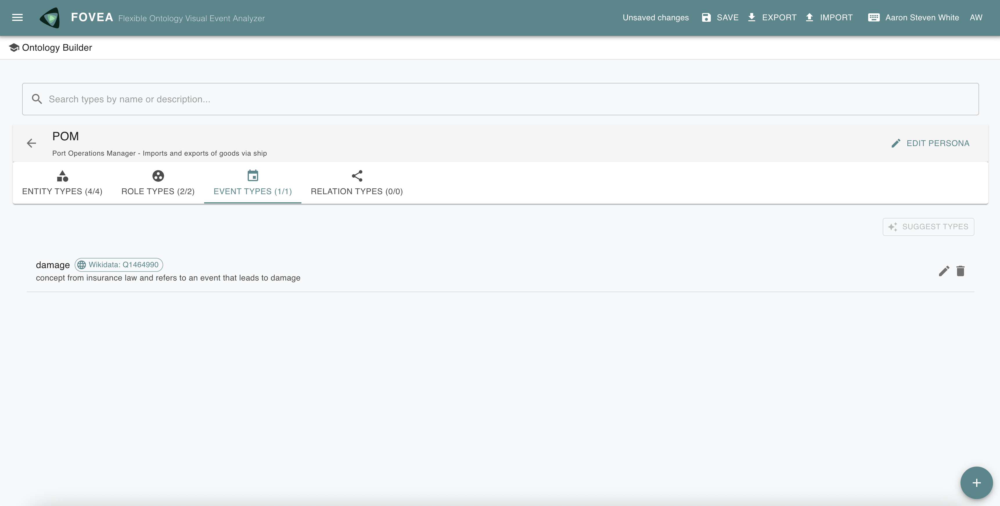 FOVEA Flexible Ontology Visual Event Analyzer Unsaved changes SAVE EXPORT IMPORT Aaron Steven White AW
Ontology Builder
Search types by name or description...
POM
Port Operations Manager - Imports and exports of goods via ship
EDIT PERSONA
ENTITY TYPES (4/4) ROLE TYPES (2/2) EVENT TYPES (1/1) RELATION TYPES (0/0)
SUGGEST TYPES
damage Wikidata: Q1464990
concept from insurance law and refers to an event that leads to damage